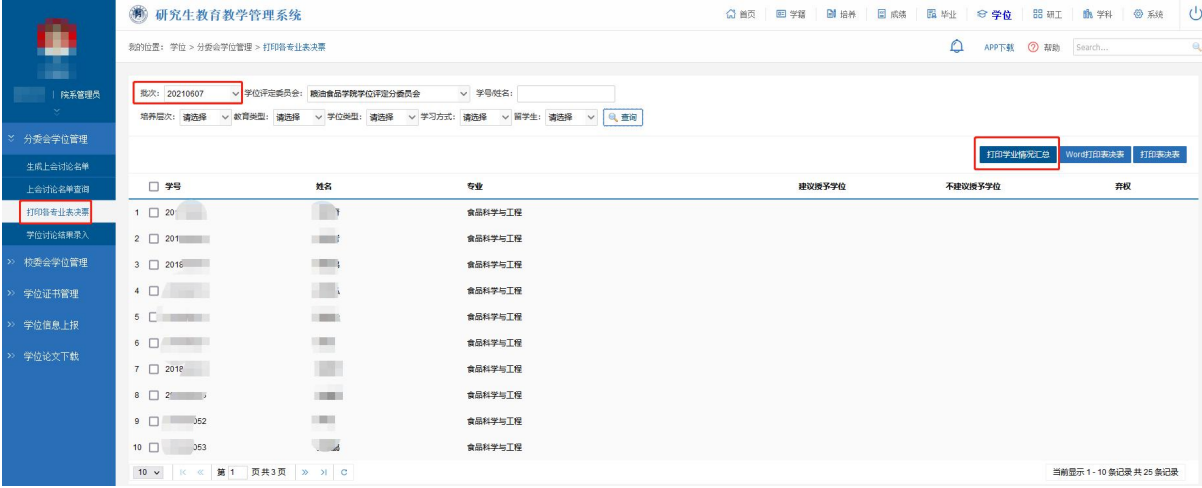 研究生教育教学管理系统
首页 学籍 培养 成绩 毕业 学位 研工 学科 系统
我的位置: 学位 > 分委会学位管理 > 打印各专业表决票
APP下载 帮助 Search...
院系管理员
分委会学位管理
生成上会讨论名单
上会讨论名单查询
打印各专业表决票
学位讨论结果录入
校委会学位管理
学位证书管理
学位信息上报
学位论文下载
批次: 20210607 学位评定委员会: 粮油食品学院学位评定分委员会 学号/姓名:
培养层次: 请选择 教育类型: 请选择 学位类型: 请选择 学习方式: 请选择 留学生: 请选择 查询
打印学业情况汇总 Word打印表决表 打印表决表
学号 姓名 专业 建议授予学位 不建议授予学位 弃权
1 20 食品科学与工程
2 201 食品科学与工程
3 2018 食品科学与工程
4 食品科学与工程
5 食品科学与工程
6 食品科学与工程
7 2018 食品科学与工程
8 2 食品科学与工程
9 052 食品科学与工程
10 053 食品科学与工程
10 第 1 页共3页 当前显示 1 - 10 条记录 共 25 条记录